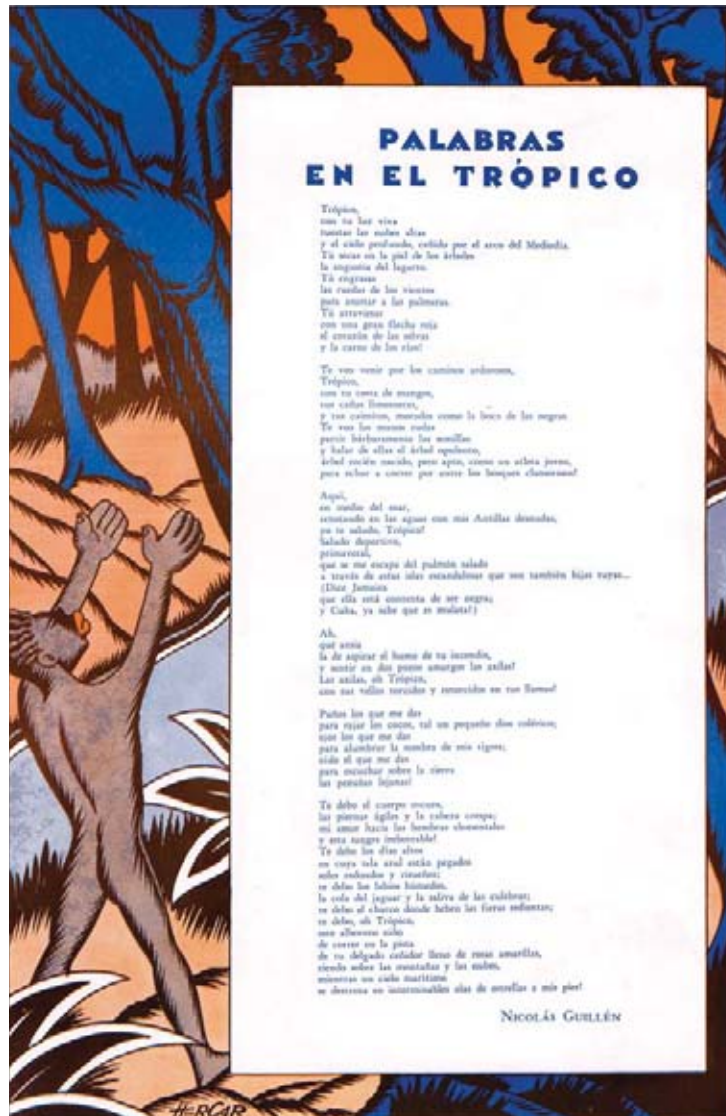 PALABRAS
EN EL TRÓPICO
Trópico,
con tu luz viva
tuestas las nubes altas
y el cielo profundo, ceñido por el arco del Mediodía.
Tú secas en la piel de los árboles
la angustia del lagarto.
Tú engrasas
las ruedas de los vientos
para asustar a las palmeras.
Tú atraviesas
con una gran flecha roja
el corazón de las selvas
y la carne de los ríos!
Te veo venir por los caminos ardorosos,
Trópico,
con tu cesta de mangos,
tus cañas limosneras,
y tus caimitos, morados como la boca de las negras.
Te veo las manos rudas
partir bárbaramente las semillas
y halar de ellas el árbol opulento,
árbol recién nacido, pero apto, como un atleta joven,
para echar a correr por entre los bosques clamorosos!
Aquí,
en medio del mar,
retozando en las aguas con mis Antillas desnudas,
yo te saludo, Trópico!
Saludo deportivo,
primaveral,
que se me escapa del pulmón salado
a través de estas islas escandalosas que son también hijas tuyas...
(Dice Jamaica
que ella está contenta de ser negra;
y Cuba, ya sabe que es mulata!)
Ah,
qué ansia
la de aspirar el humo de tu incendio,
y sentir en dos pozos amargos las axilas!
Las axilas, oh Trópico,
con sus vellos torcidos y retorcidos en tus llamas!
Puños los que me das
para rajar los cocos, tal un pequeño dios colérico;
ojos los que me das
para alumbrar la sombra de mis tigres;
oído el que me das
para escuchar sobre la tierra
las pezuñas lejanas!
Te debo el cuerpo oscuro,
las piernas ágiles y la cabeza crespa;
mi amor hacia las hembras elementales
y esta sangre imborrable!
Te debo los días altos
en cuya tela azul están pegados
soles redondos y risueños;
te debo los labios húmedos,
la cola del jaguar y la saliva de las culebras;
te debo el charco donde beben las fieras sedientas;
te debo, oh Trópico,
este alborozo niño
de correr en la pista
de tu delgado ceñidor lleno de rosas amarillas,
riendo sobre las montañas y las nubes,
mientras un cielo marítimo
se destroza en interminables olas de estrellas a mis pies!
NICOLÁS GUILLÉN
HERCAR